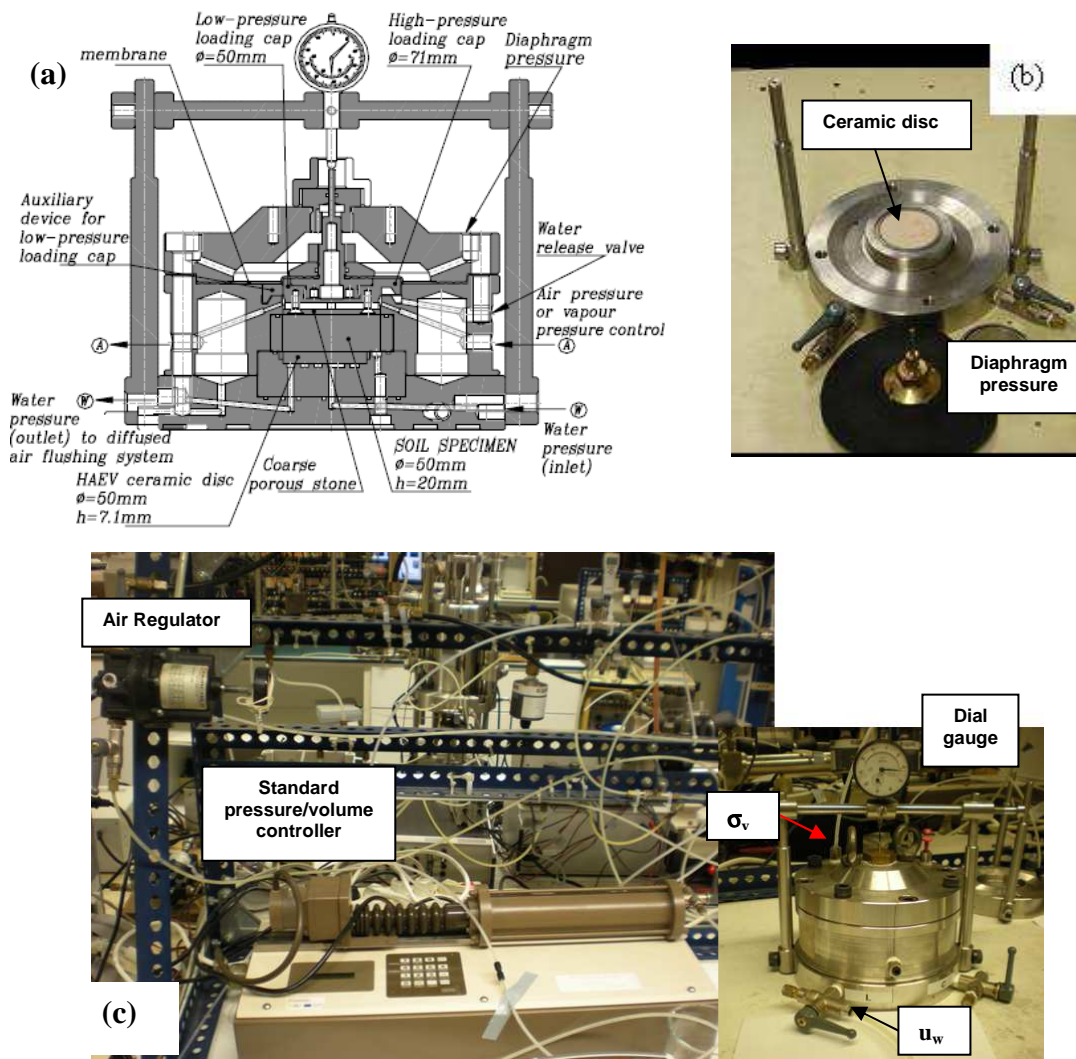 (a)
Low-pressure
loading cap
ø=50mm
High-pressure
loading cap
ø=71mm
Diaphragm
pressure
membrane
Auxiliary
device for
low-pressure
loading cap
Water
release valve
Air pressure
or vapour
pressure control
A
A
W
W
Water
pressure
(outlet) to diffused
air flushing system
Water
pressure
(inlet)
HAEV ceramic disc
ø=50mm
h=7.1mm
Coarse
porous stone
SOIL SPECIMEN
ø=50mm
h=20mm
(b)
Ceramic disc
Diaphragm
pressure
Air Regulator
Standard
pressure/volume
controller
(c)
Dial
gauge
σv
L
uw